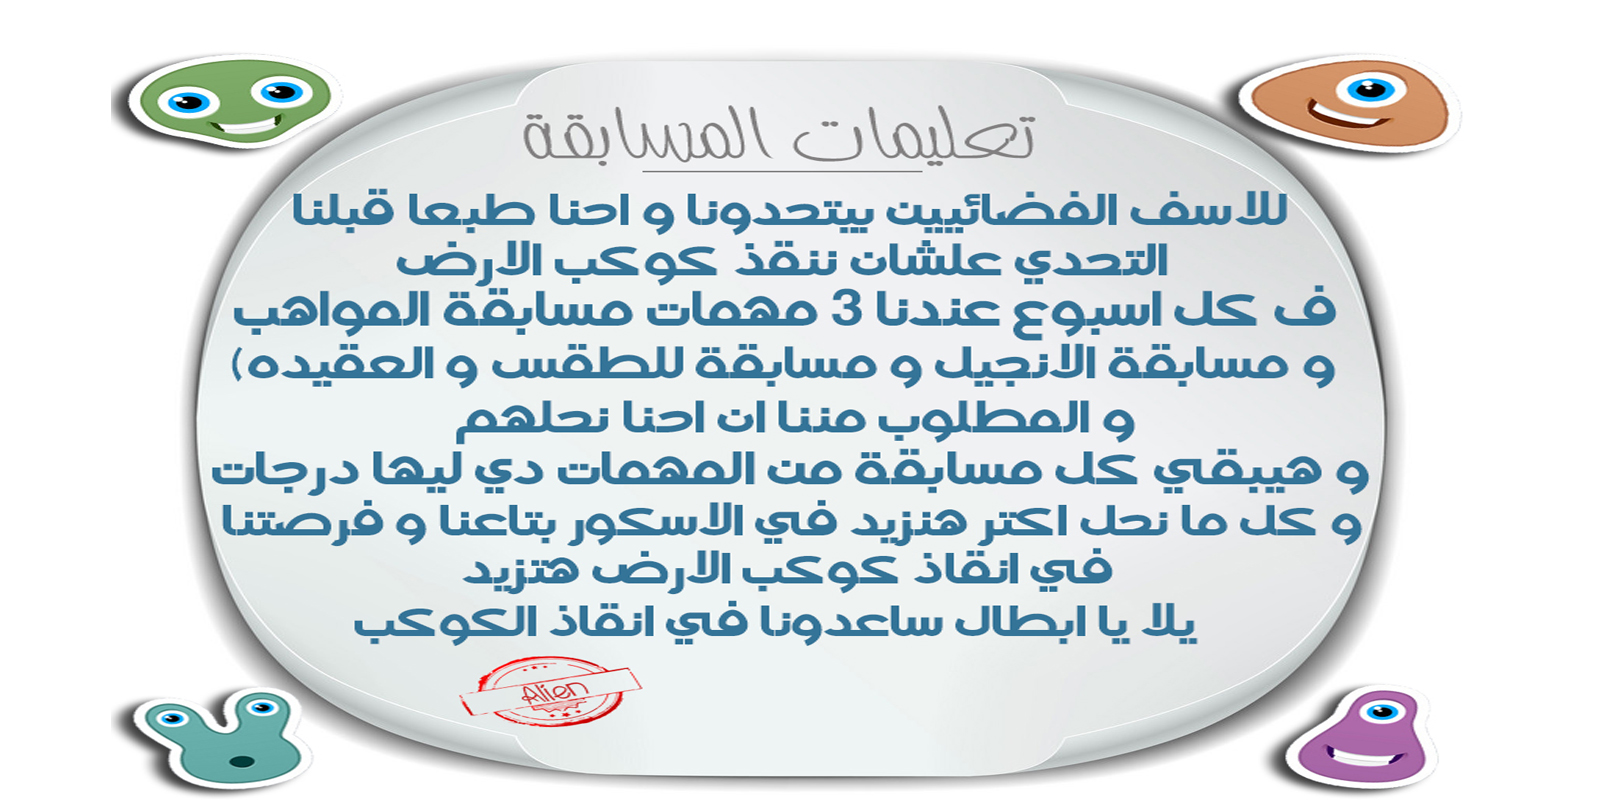 تعليمات المسابقة
للاسف الفضائيين بيتحدونا و احنا طبعا قبلنا
التحدي علشان ننقذ كوكب الارض
ف كل اسبوع عندنا 3 مهمات مسابقة المواهب
و مسابقة الانجيل و مسابقة للطقس و العقيده)
و المطلوب مننا ان احنا نحلهم
و هيبقي كل مسابقة من المهمات دي ليها درجات
و كل ما نحل اكتر هنزيد في الاسكور بتاعنا و فرصتنا
في انقاذ كوكب الارض هتزيد
يلا يا ابطال ساعدونا في انقاذ الكوكب
Alien